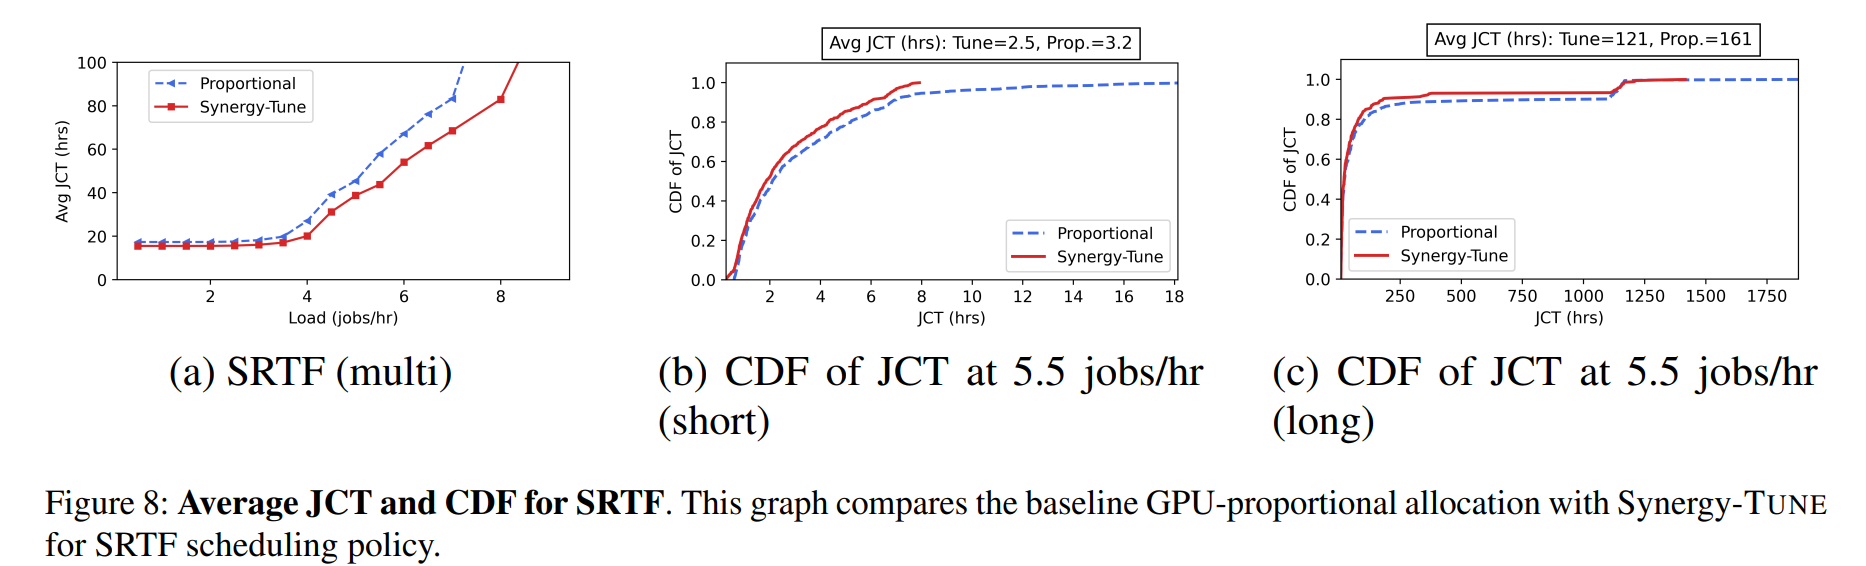 Avg JCT (hrs)
100
80
60
40
20
0
Proportional
Synergy-Tune
2 4 6 8
Load (jobs/hr)
(a) SRTF (multi)
Avg JCT (hrs): Tune=2.5, Prop.=3.2
CDF of JCT
1.0
0.8
0.6
0.4
0.2
0.0
Proportional
Synergy-Tune
2 4 6 8 10 12 14 16 18
JCT (hrs)
(b) CDF of JCT at 5.5 jobs/hr
(short)
Avg JCT (hrs): Tune=121, Prop.=161
CDF of JCT
1.0
0.8
0.6
0.4
0.2
0.0
Proportional
Synergy-Tune
250 500 750 1000 1250 1500 1750
JCT (hrs)
(c) CDF of JCT at 5.5 jobs/hr
(long)
Figure 8: Average JCT and CDF for SRTF. This graph compares the baseline GPU-proportional allocation with Synergy-TUNE
for SRTF scheduling policy.